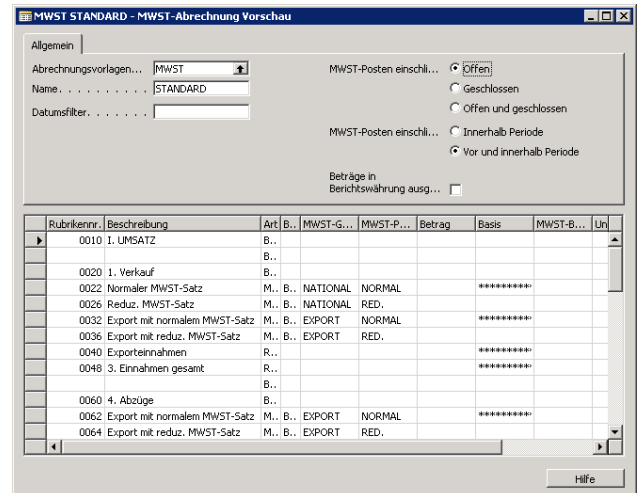 MWST STANDARD - MWST-Abrechnung Vorschau
Allgemein
Abrechnungsvorlagen... MWST
Name . . . . . . . . . . STANDARD
Datumsfilter. . . . . . .
MWST-Posten einschli... Offen
Geschlossen
Offen und geschlossen
MWST-Posten einschli... Innerhalb Periode
Vor und innerhalb Periode
Beträge in
Berichtswährung ausg...
Rubrikennr. Beschreibung Art B.. MWST-G... MWST-P... Betrag Basis MWST-B... Un
0010 I. UMSATZ B..
B..
0020 1. Verkauf B..
0022 Normaler MWST-Satz M.. B.. NATIONAL NORMAL **********
0026 Reduz. MWST-Satz M.. B.. NATIONAL RED.
0032 Export mit normalem MWST-Satz M.. B.. EXPORT NORMAL **********
0036 Export mit reduz. MWST-Satz M.. B.. EXPORT RED.
0040 Exporteinnahmen R.. **********
0048 3. Einnahmen gesamt R.. **********
B..
0060 4. Abzüge B..
0062 Export mit normalem MWST-Satz M.. B.. EXPORT NORMAL **********
0064 Export mit reduz. MWST-Satz M.. B.. EXPORT RED.
Hilfe